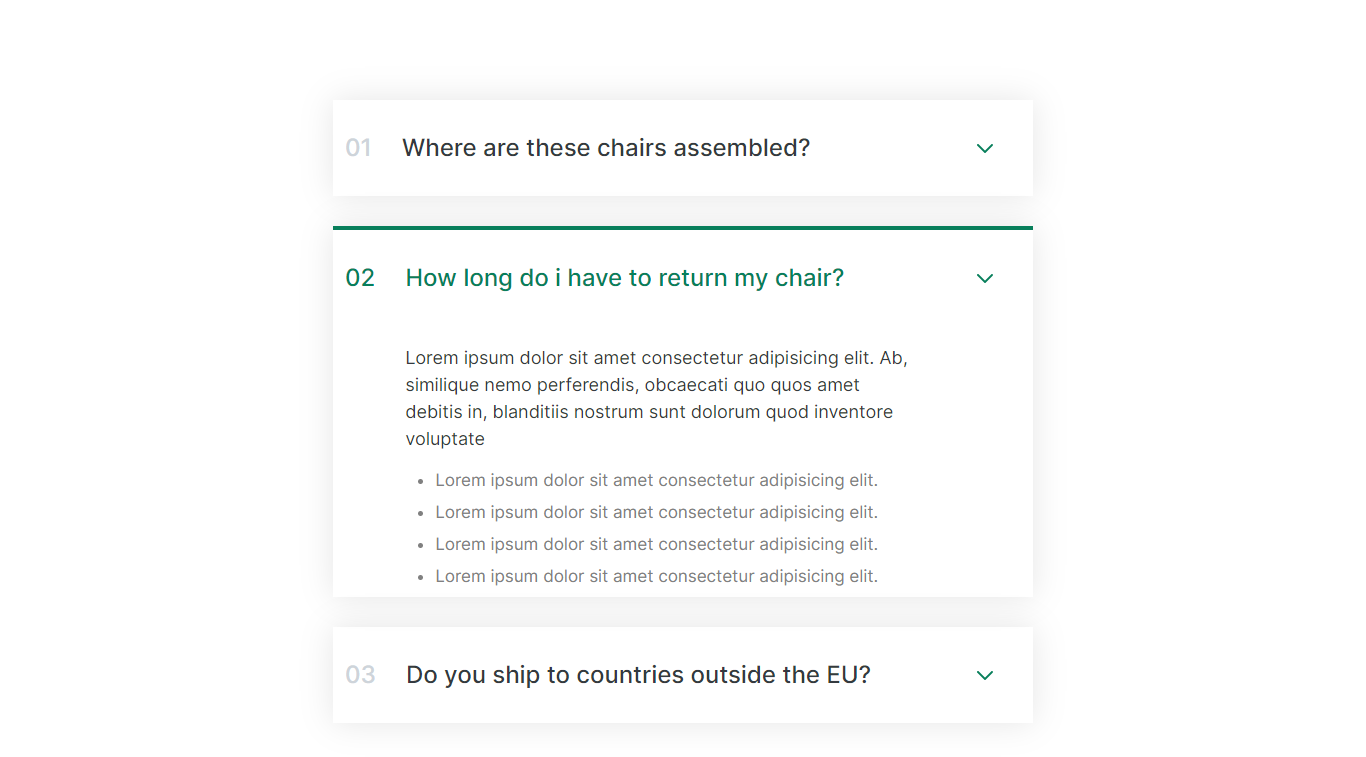 01 Where are these chairs assembled?
02 How long do i have to return my chair?
Lorem ipsum dolor sit amet consectetur adipisicing elit. Ab,
similique nemo perferendis, obcaecati quo quos amet
debitis in, blanditiis nostrum sunt dolorum quod inventore
voluptate
• Lorem ipsum dolor sit amet consectetur adipisicing elit.
• Lorem ipsum dolor sit amet consectetur adipisicing elit.
• Lorem ipsum dolor sit amet consectetur adipisicing elit.
• Lorem ipsum dolor sit amet consectetur adipisicing elit.
03 Do you ship to countries outside the EU?